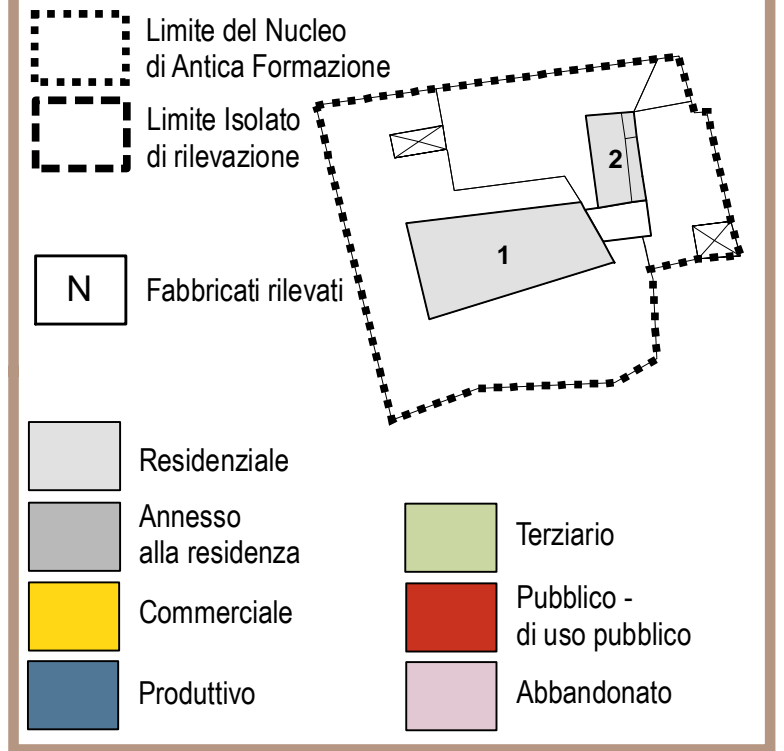 Limite del Nucleo
di Antica Formazione
Limite Isolato
di rilevazione
2
1
N
Fabbricati rilevati
Residenziale
Annesso
alla residenza
Commerciale
Produttivo
Terziario
Pubblico -
di uso pubblico
Abbandonato